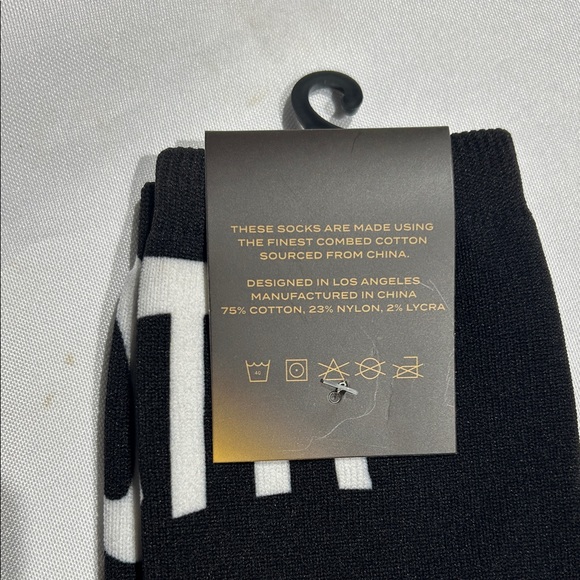 THESE SOCKS ARE MADE USING
THE FINEST COMBED COTTON
SOURCED FROM CHINA.
DESIGNED IN LOS ANGELES
MANUFACTURED IN CHINA
75% COTTON, 23% NYLON, 2% LYCRA
40